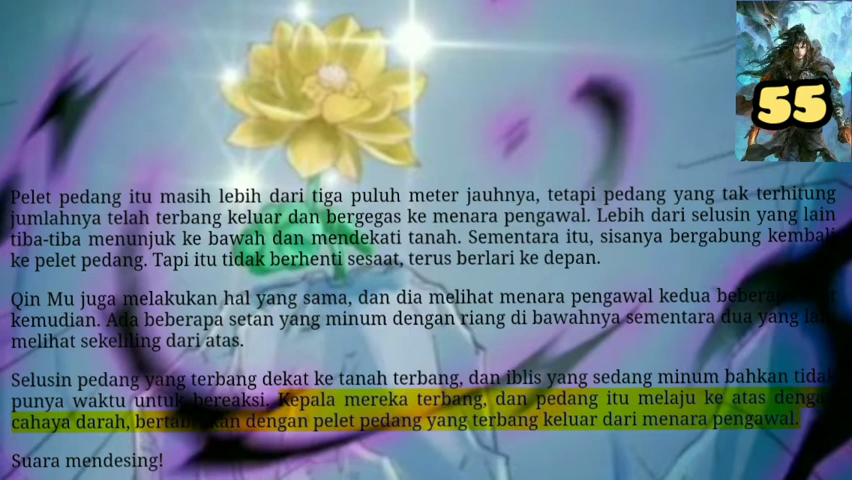 55
Pelet pedang itu masih lebih dari tiga puluh meter jauhnya, tetapi pedang yang tak terhitung
jumlahnya telah terbang keluar dan bergegas ke menara pengawal. Lebih dari selusin yang lain
tiba-tiba menunjuk ke bawah dan mendekati tanah. Sementara itu, sisanya bergabung kembali
ke pelet pedang. Tapi itu tidak berhenti sesaat, terus berlari ke depan.
Qin Mu juga melakukan hal yang sama, dan dia melihat menara pengawal kedua
kemudian. Ada beberapa setan yang minum dengan riang di bawahnya sementara dua yang
melihat sekeliling dari atas.
Selusin pedang yang terbang dekat ke tanah terbang, dan iblis yang sedang minum bahkan tidak
punya waktu untuk bereaksi. Kepala mereka terbang, dan pedang itu melaju ke atas dengan
cahaya darah, dengan pelet pedang yang terbang keluar dari menara pengawal.
Suara mendesing!